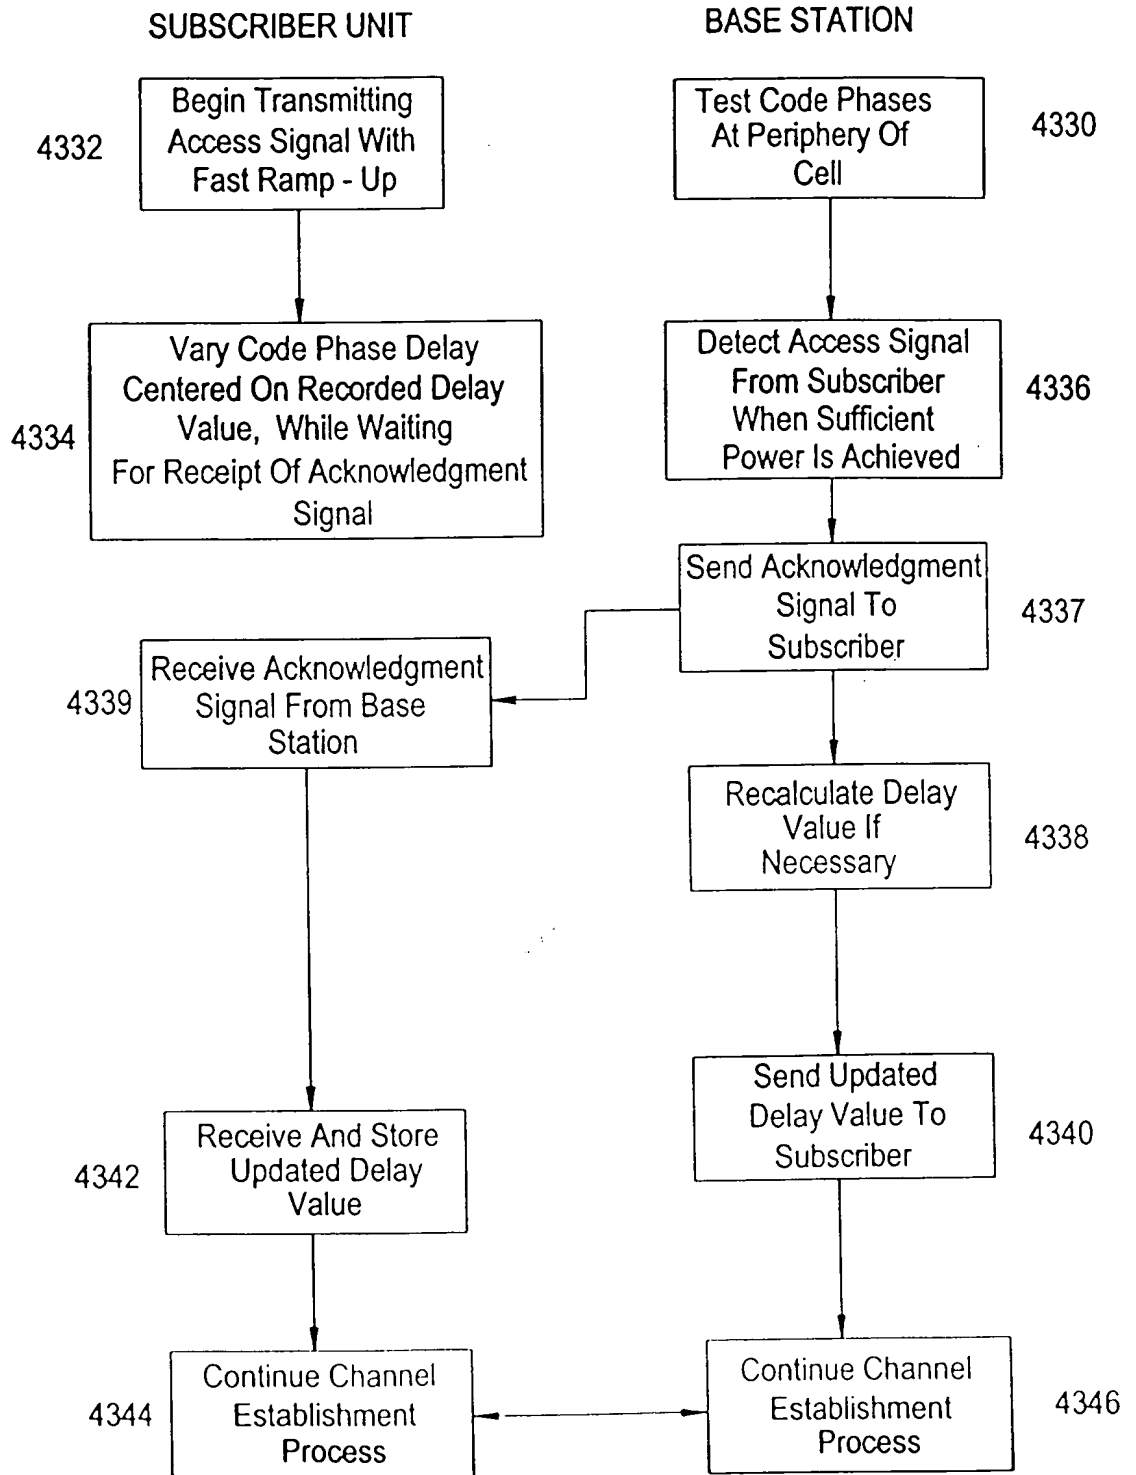 SUBSCRIBER UNIT
BASE STATION
4332
Begin Transmitting
Access Signal With
Fast Ramp - Up
Test Code Phases
At Periphery Of
Cell
4330
4334
Vary Code Phase Delay
Centered On Recorded Delay
Value, While Waiting
For Receipt Of Acknowledgment
Signal
Detect Access Signal
From Subscriber
When Sufficient
Power Is Achieved
4336
Send Acknowledgment
Signal To
Subscriber
4337
4339
Receive Acknowledgment
Signal From Base
Station
Recalculate Delay
Value If
Necessary
4338
Send Updated
Delay Value To
Subscriber
4340
4342
Receive And Store
Updated Delay
Value
4344
Continue Channel
Establishment
Process
Continue Channel
Establishment
Process
4346